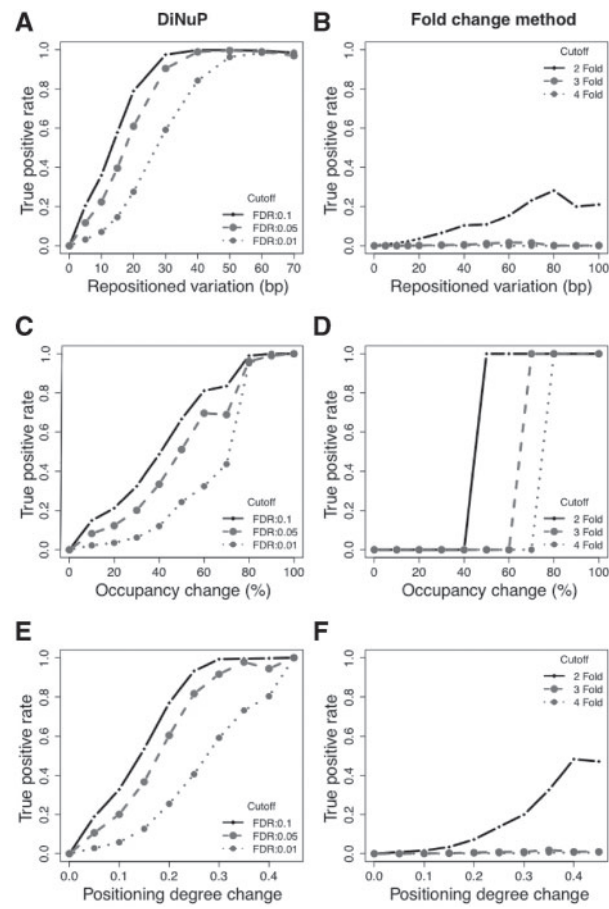 DiNuP
Fold change method
A
True positive rate
0.0 0.2 0.4 0.6 0.8 1.0
Cutoff
FDR:0.1
FDR:0.05
FDR:0.01
0 10 20 30 40 50 60 70
Repositioned variation (bp)
B
True positive rate
0.0 0.2 0.4 0.6 0.8 1.0
Cutoff
2 Fold
3 Fold
4 Fold
0 20 40 60 80 100
Repositioned variation (bp)
C
True positive rate
0.0 0.2 0.4 0.6 0.8 1.0
Cutoff
FDR:0.1
FDR:0.05
FDR:0.01
0 20 40 60 80 100
Occupancy change (%)
D
True positive rate
0.0 0.2 0.4 0.6 0.8 1.0
Cutoff
2 Fold
3 Fold
4 Fold
0 20 40 60 80 100
Occupancy change (%)
E
True positive rate
0.0 0.2 0.4 0.6 0.8 1.0
Cutoff
FDR:0.1
FDR:0.05
FDR:0.01
0.0 0.1 0.2 0.3 0.4
Positioning degree change
F
True positive rate
0.0 0.2 0.4 0.6 0.8 1.0
Cutoff
2 Fold
3 Fold
4 Fold
0.0 0.1 0.2 0.3 0.4
Positioning degree change